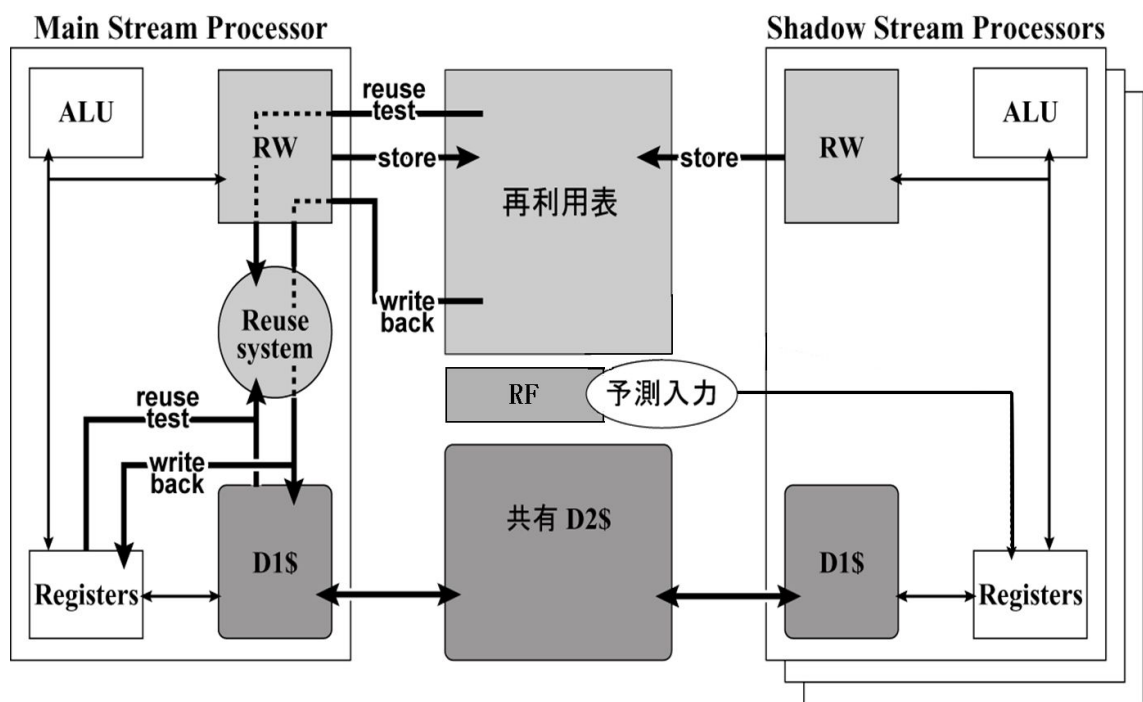 Main Stream Processor
Shadow Stream Processors
ALU
RW
reuse
test
store
再利用表
store
RW
ALU
write
back
Reuse
system
RF
予測入力
reuse
test
write
back
D1$
共有 D2$
D1$
Registers
Registers